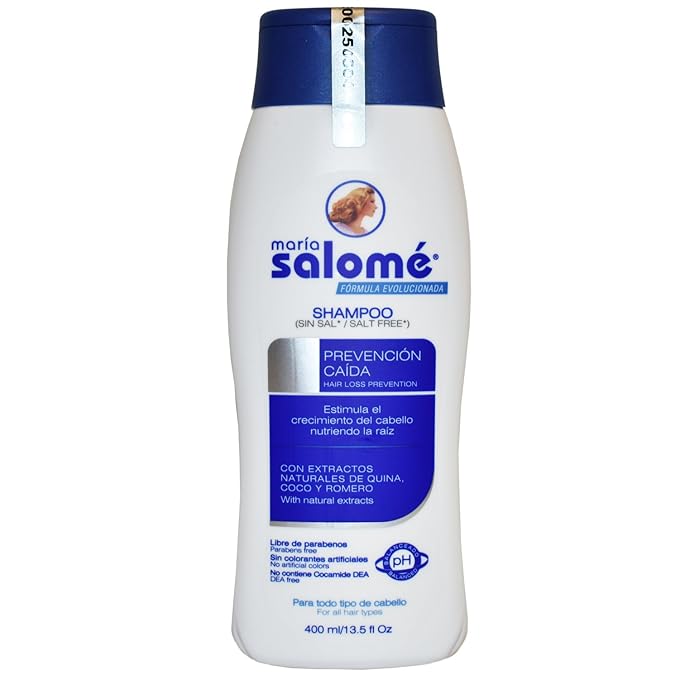 maría
salomé®
FÓRMULA EVOLUCIONADA
SHAMPOO
(SIN SAL* / SALT FREE*)
PREVENCIÓN
CAÍDA
HAIR LOSS PREVENTION
Estimula el
crecimiento del cabello
nutriendo la raíz
CON EXTRACTOS
NATURALES DE QUINA,
COCO Y ROMERO
With natural extracts
Libre de parabenos
Parabens free
Sin colorantes artificiales
No artificial colors
No contiene Cocamide DEA
DEA free
BALANCEADO
pH
BALANCED
Para todo tipo de cabello
For all hair types
400 ml/13.5 fl Oz